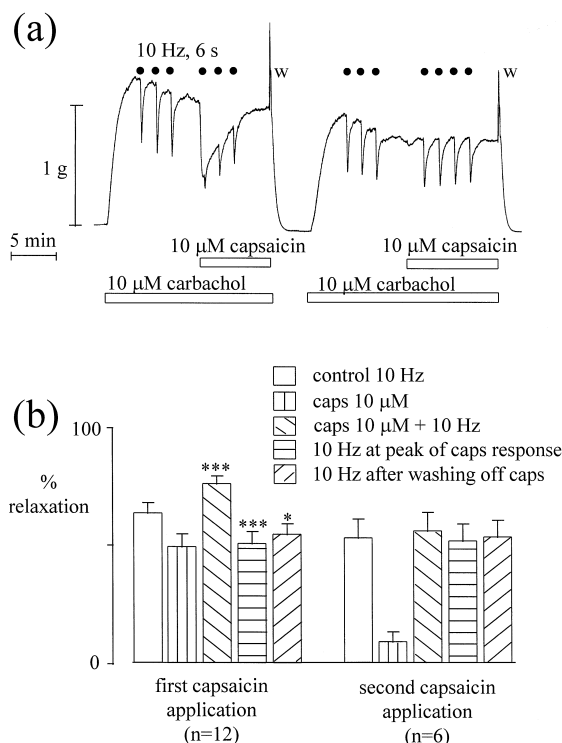 (a)
10 Hz, 6 s
w
w
1 g
5 min
10 µM capsaicin
10 µM capsaicin
10 µM carbachol
10 µM carbachol
(b)
control 10 Hz
caps 10 µM
caps 10 µM + 10 Hz
10 Hz at peak of caps response
10 Hz after washing off caps
100
%
relaxation
0
***
***
*
first capsaicin
application
(n=12)
second capsaicin
application
(n=6)